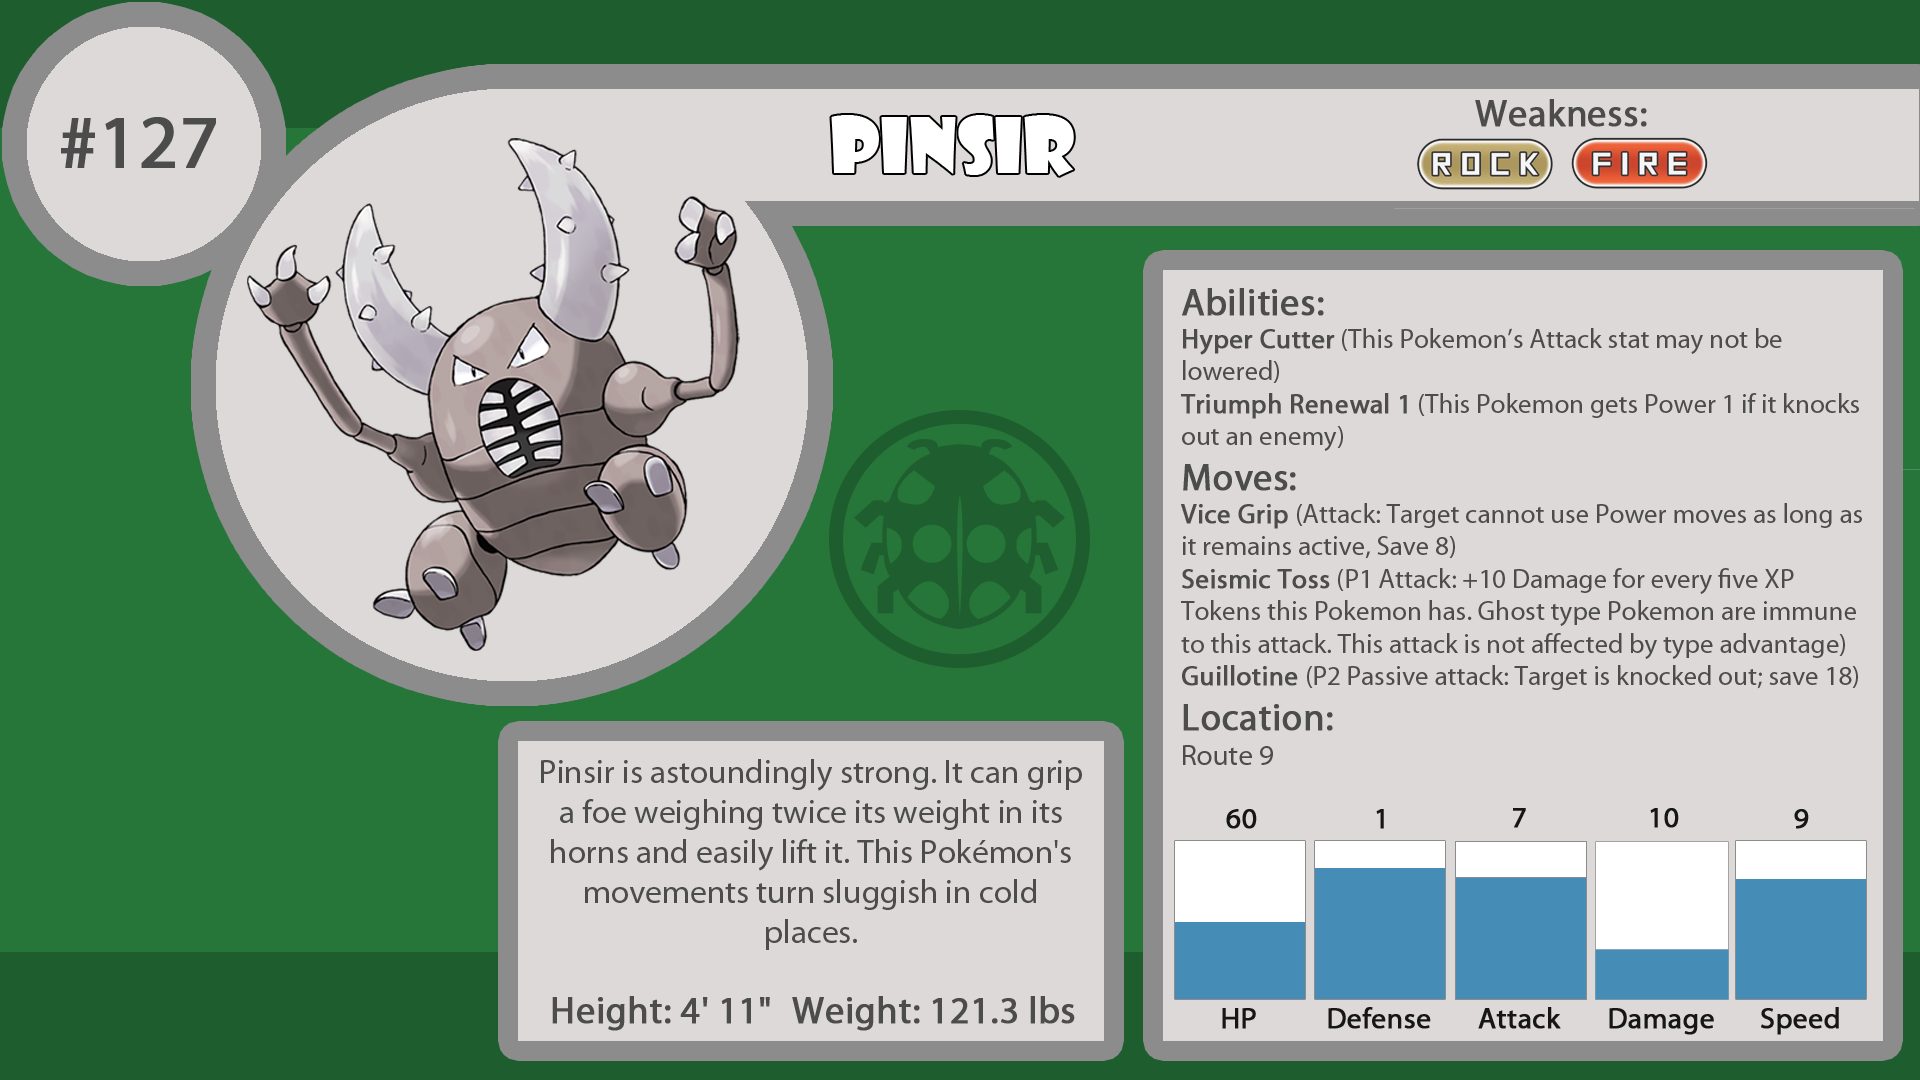 #127
PINSIR
Weakness:
ROCK FIRE
Abilities:
Hyper Cutter (This Pokemon’s Attack stat may not be
lowered)
Triumph Renewal 1 (This Pokemon gets Power 1 if it knocks
out an enemy)
Moves:
Vice Grip (Attack: Target cannot use Power moves as long as
it remains active, Save 8)
Seismic Toss (P1 Attack: +10 Damage for every five XP
Tokens this Pokemon has. Ghost type Pokemon are immune
to this attack. This attack is not affected by type advantage)
Guillotine (P2 Passive attack: Target is knocked out; save 18)
Location:
Route 9
60 1 7 10 9
HP Defense Attack Damage Speed
Pinsir is astoundingly strong. It can grip
a foe weighing twice its weight in its
horns and easily lift it. This Pokémon's
movements turn sluggish in cold
places.
Height: 4' 11" Weight: 121.3 lbs